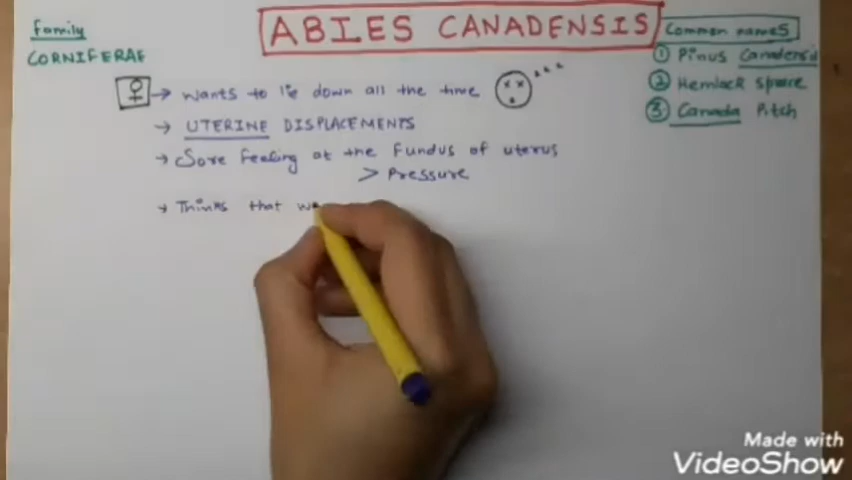 Family
CORNIFERAE
ABIES CANADENSIS
Common names
① Pinus Canadensis
② Hemlock spruce
③ Canada Pitch
♀ → wants to lie down all the time
→ UTERINE DISPLACEMENTS
→ Sore feeling at the Fundus of uterus
> Pressure
→ Thinks that
Made with
VideoShow